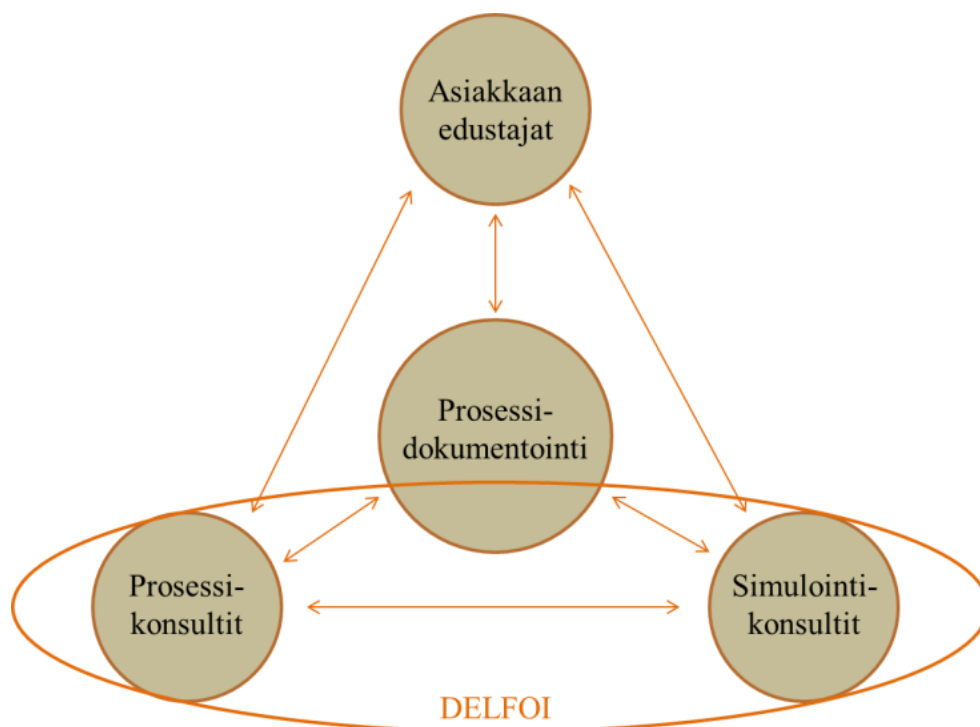 Asiakkaan
edustajat
Prosessi-
dokumentointi
Prosessi-
konsultit
Simulointi-
konsultit
DELFOI